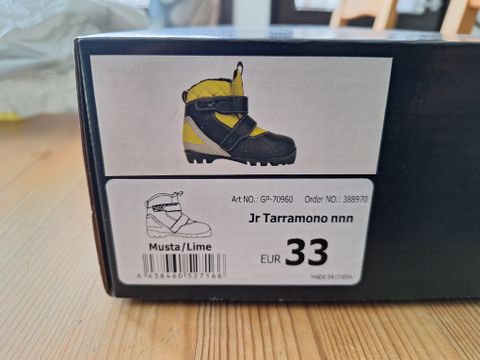 Art NO.: GP-70960 Order NO.: 388970
Jr Tarramono nnn
Musta/Lime
EUR 33
6 438460 327166
MADE IN CHINA